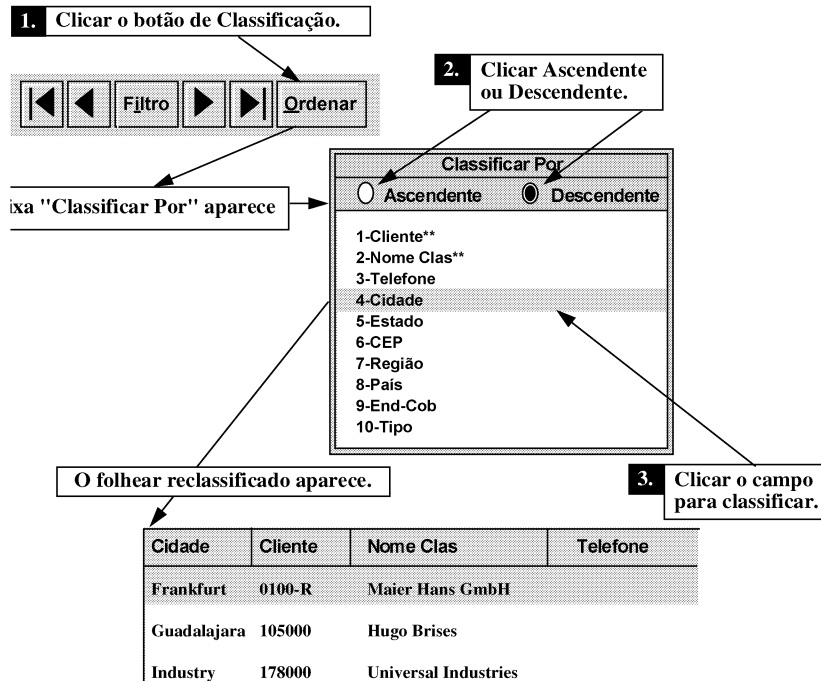 1. Clicar o botão de Classificação.
2. Clicar Ascendente
ou Descendente.
Filtro Ordenar
Classificar Por
Ascendente Descendente
ixa "Classificar Por" aparece
1-Cliente**
2-Nome Clas**
3-Telefone
4-Cidade
5-Estado
6-CEP
7-Região
8-País
9-End-Cob
10-Tipo
O folhear reclassificado aparece.
3. Clicar o campo
para classificar.
Cidade Cliente Nome Clas Telefone
Frankfurt 0100-R Maier Hans GmbH
Guadalajara 105000 Hugo Brises
Industry 178000 Universal Industries